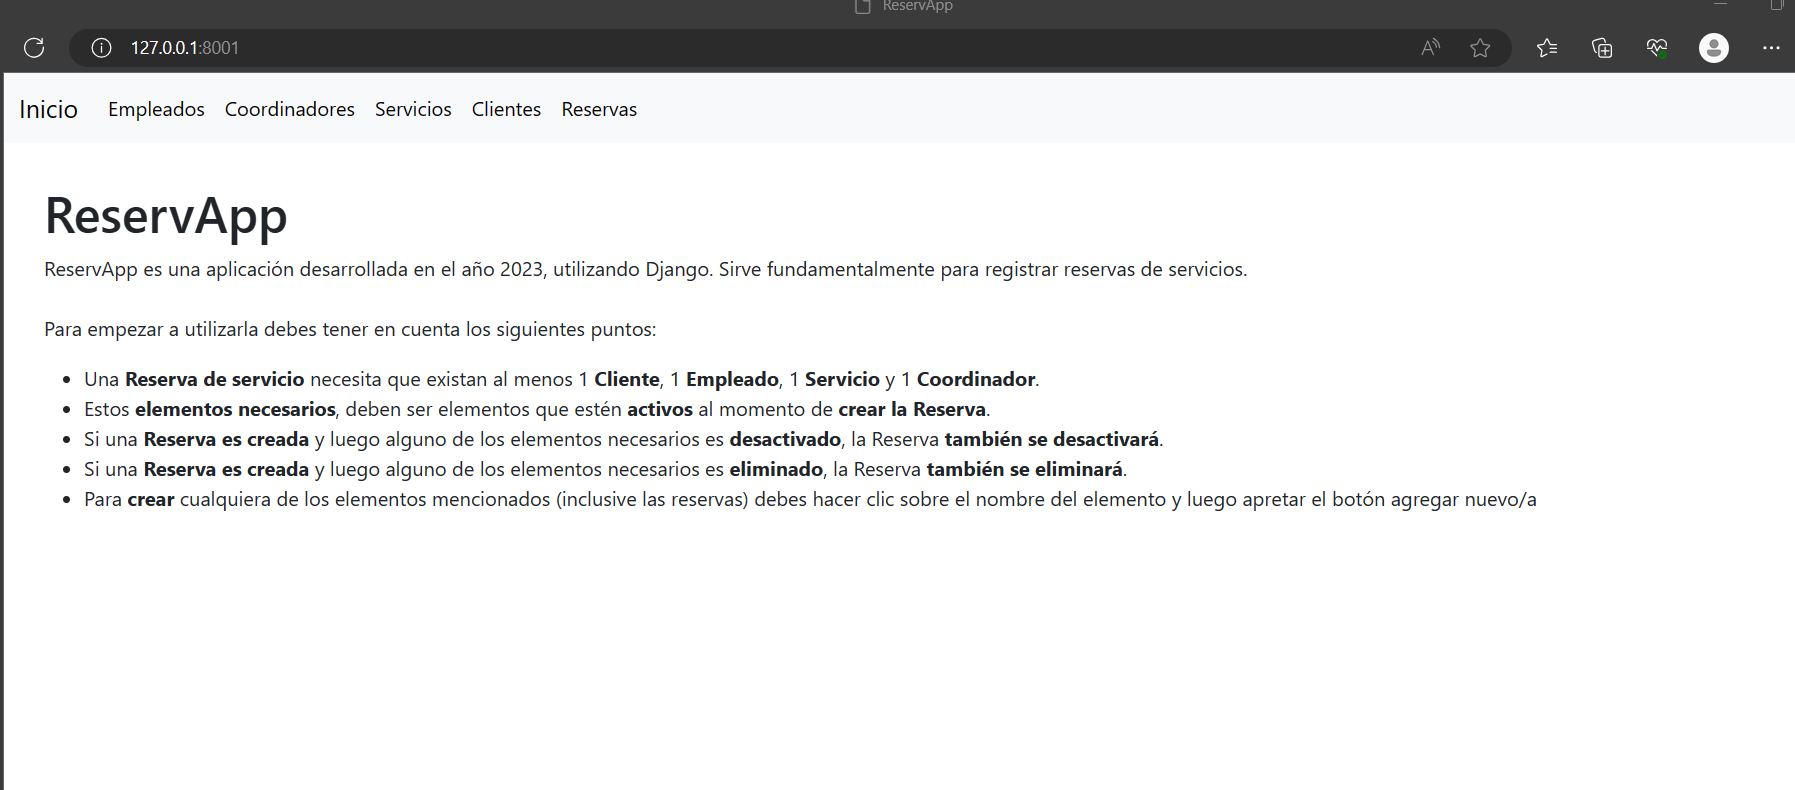 ReservApp
127.0.0.1:8001
Inicio Empleados Coordinadores Servicios Clientes Reservas
ReservApp
ReservApp es una aplicación desarrollada en el año 2023, utilizando Django. Sirve fundamentalmente para registrar reservas de servicios.
Para empezar a utilizarla debes tener en cuenta los siguientes puntos:
• Una Reserva de servicio necesita que existan al menos 1 Cliente, 1 Empleado, 1 Servicio y 1 Coordinador.
• Estos elementos necesarios, deben ser elementos que estén activos al momento de crear la Reserva.
• Si una Reserva es creada y luego alguno de los elementos necesarios es desactivado, la Reserva también se desactivará.
• Si una Reserva es creada y luego alguno de los elementos necesarios es eliminado, la Reserva también se eliminará.
• Para crear cualquiera de los elementos mencionados (inclusive las reservas) debes hacer clic sobre el nombre del elemento y luego apretar el botón agregar nuevo/a